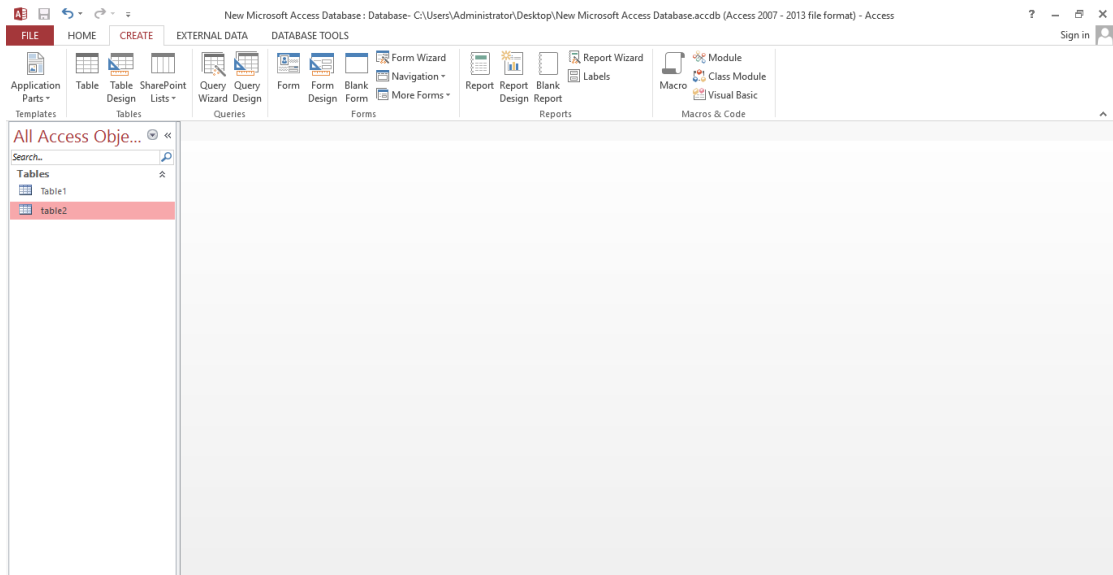 New Microsoft Access Database : Database- C:\Users\Administrator\Desktop\New Microsoft Access Database.accdb (Access 2007 - 2013 file format) - Access
FILE HOME CREATE EXTERNAL DATA DATABASE TOOLS Sign in
Application Parts
Templates
Table
Table Design
SharePoint Lists
Tables
Query Wizard
Query Design
Queries
Form
Form Design
Blank Form
Form Wizard
Navigation
More Forms
Forms
Report
Report Design
Blank Report
Report Wizard
Labels
Reports
Macro
Module
Class Module
Visual Basic
Macros & Code
All Access Obje...
Search...
Tables
Table1
table2